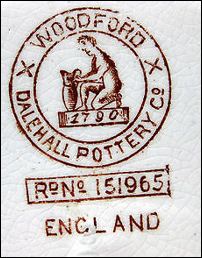 X WOODFORD X
1790
DALEHALL POTTERY Co
RD No 151965
ENGLAND